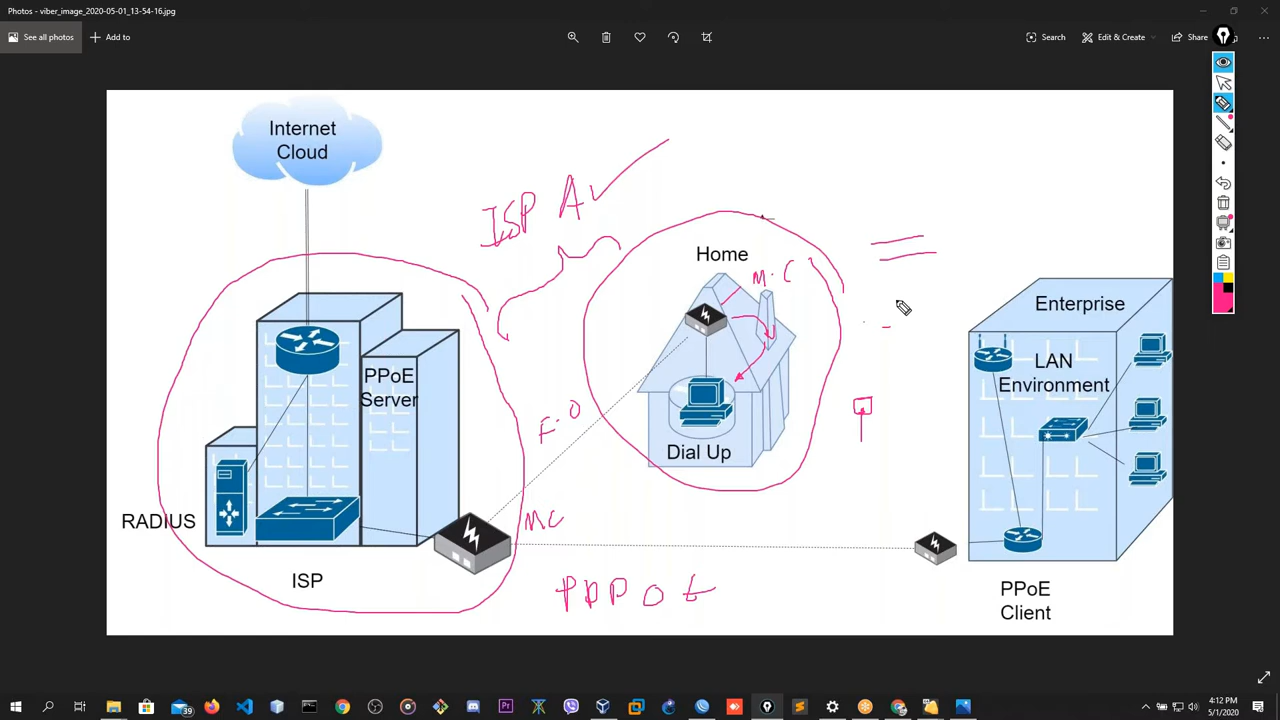 Photos - viber_image_2020-05-01_13-54-16.jpg
See all photos
Add to
Search
Edit & Create
Share
Internet
Cloud
ISP
Home
M.C
Enterprise
LAN
Environment
PPoE
Server
F.O
Dial Up
RADIUS
MC
ISP
PPPOE
PPoE
Client
39
4:12 PM
5/1/2020